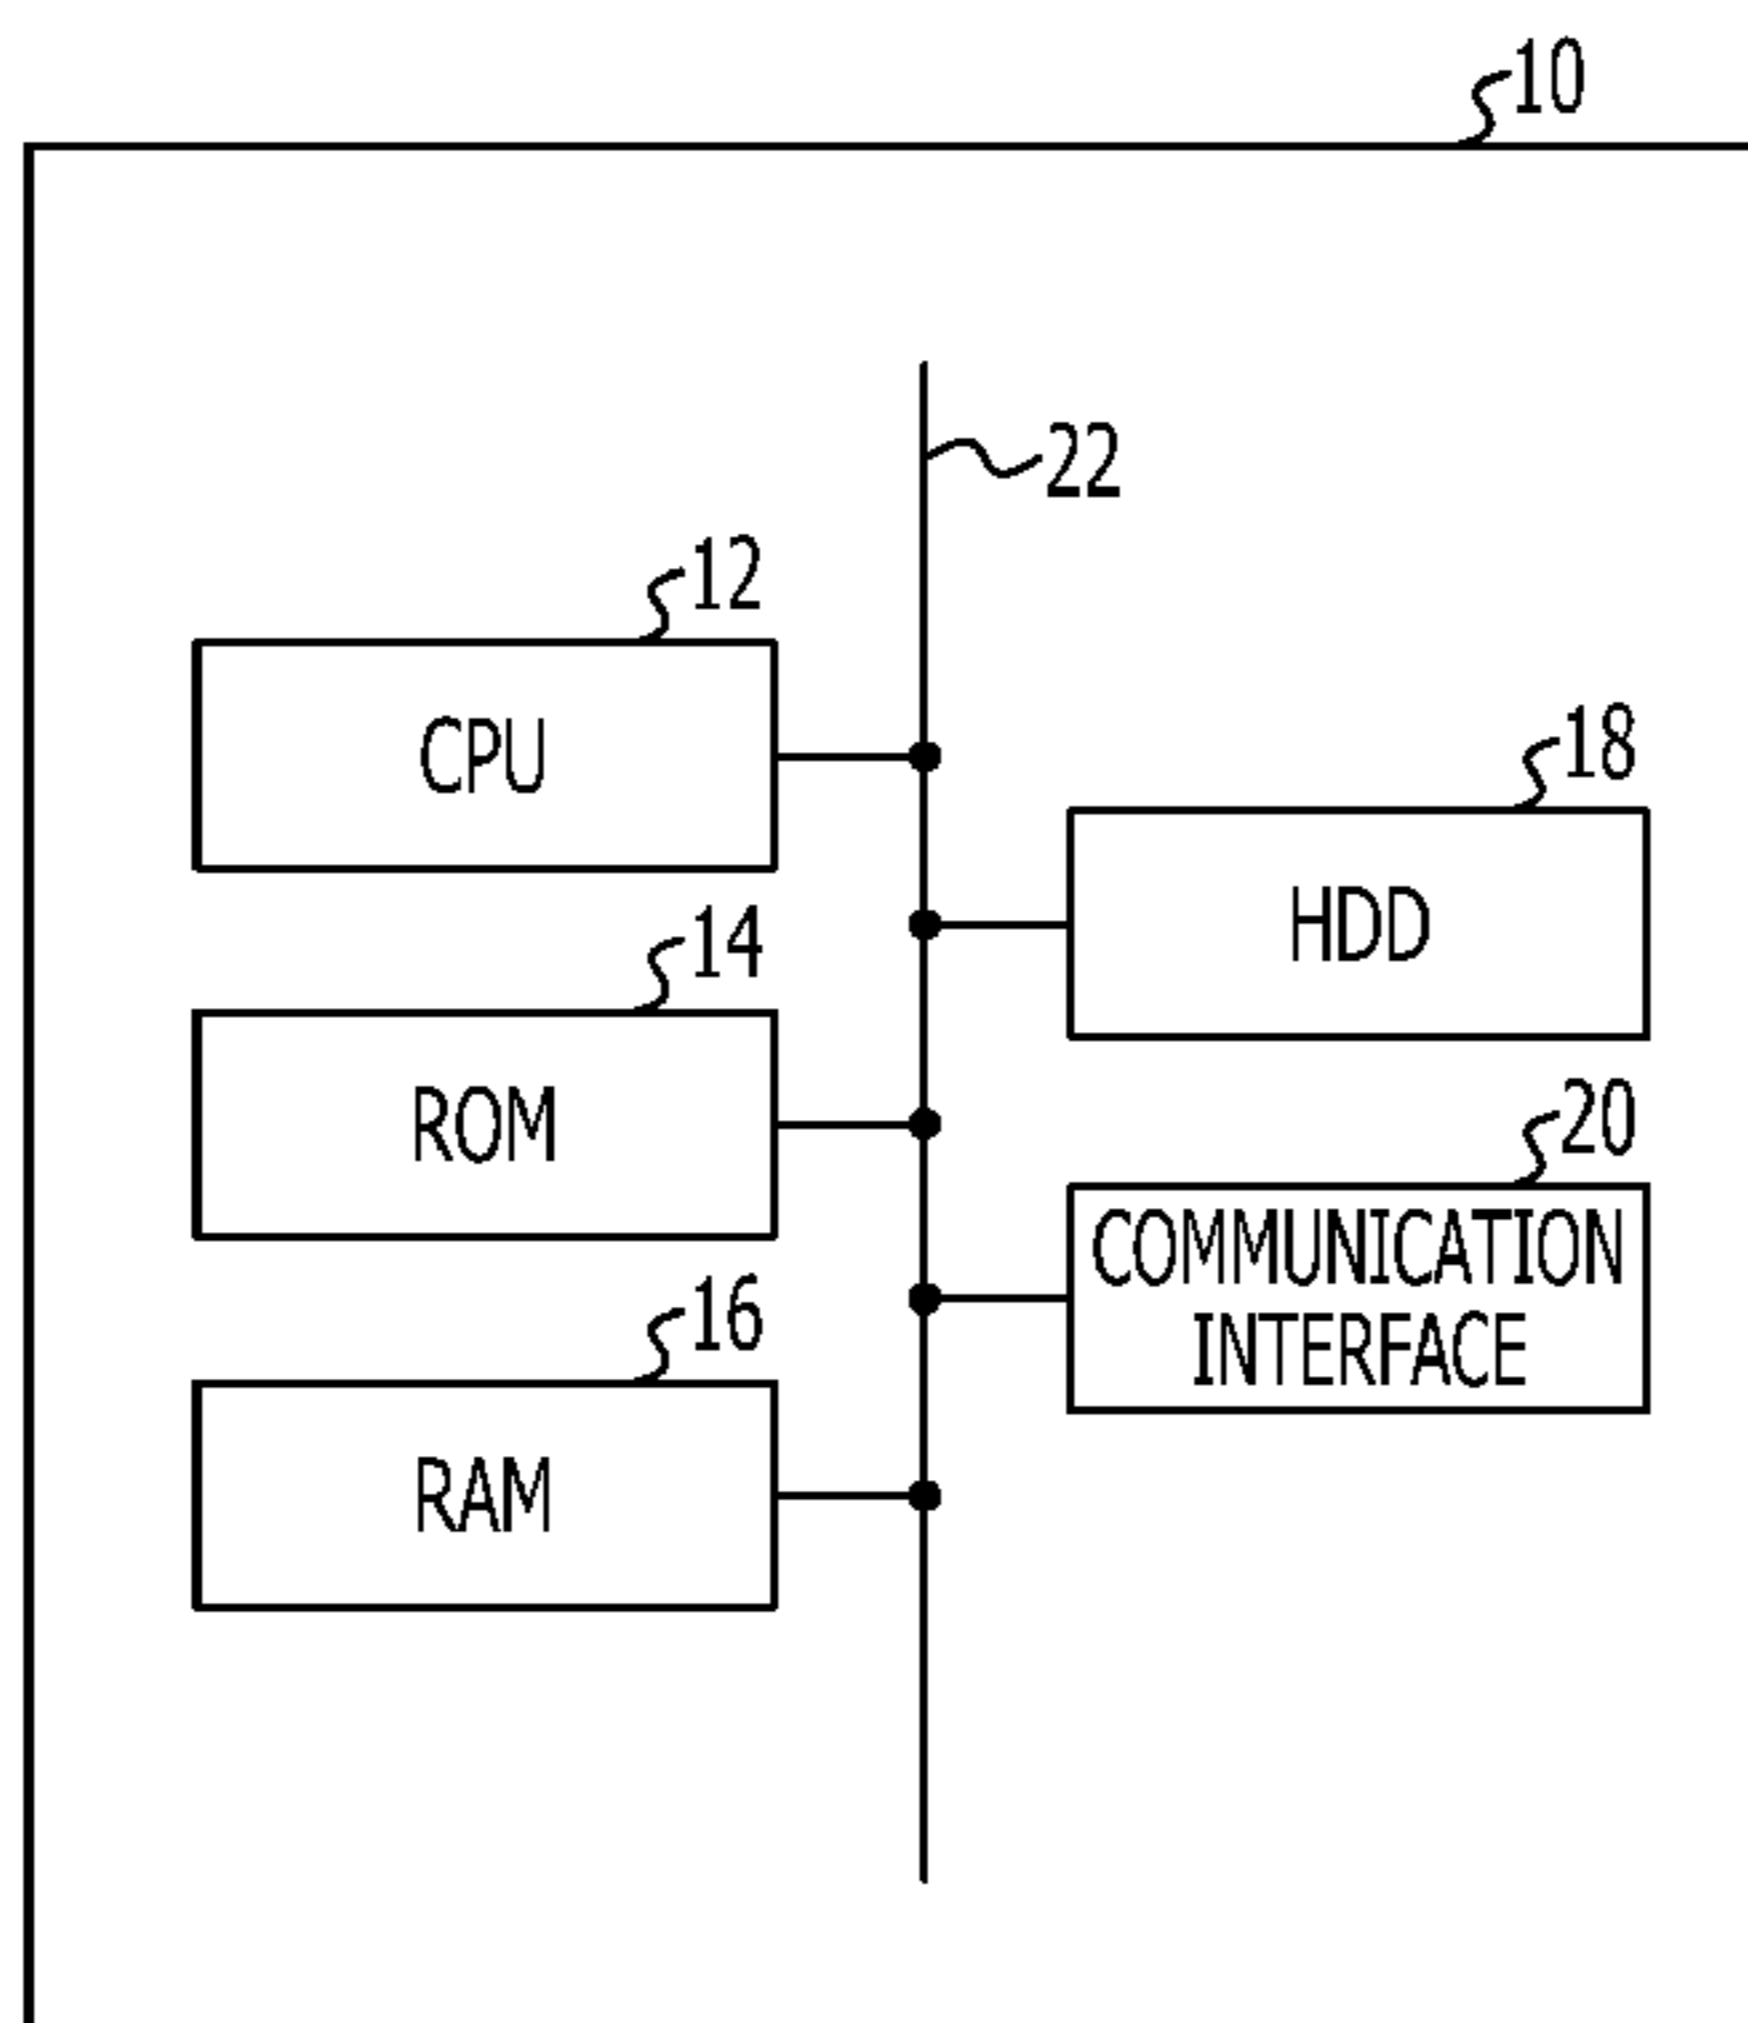 10
22
12
CPU
18
HDD
14
ROM
20
COMMUNICATION
INTERFACE
16
RAM